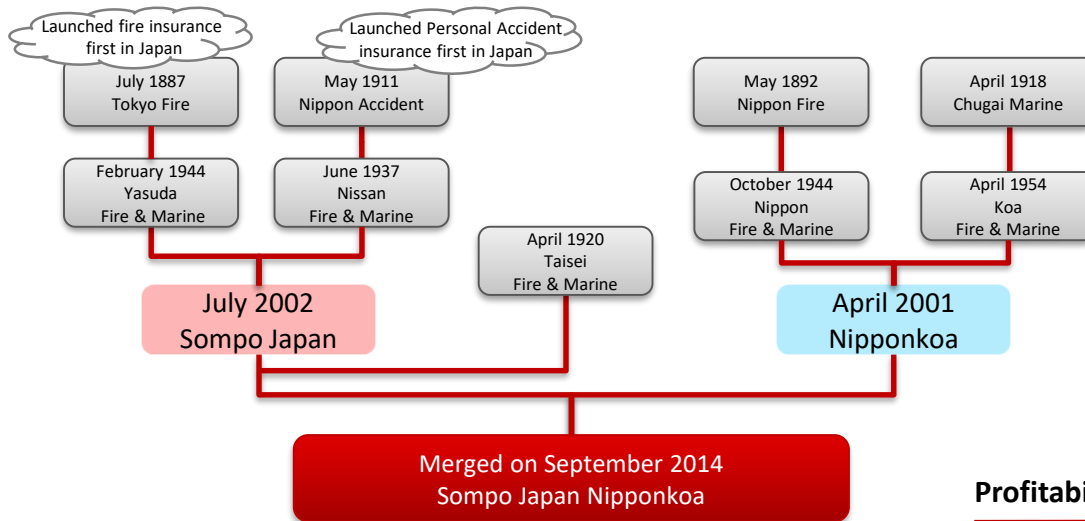 Launched fire insurance
first in Japan
Launched Personal Accident
insurance first in Japan
July 1887
Tokyo Fire
May 1911
Nippon Accident
May 1892
Nippon Fire
April 1918
Chugai Marine
February 1944
Yasuda
Fire & Marine
June 1937
Nissan
Fire & Marine
October 1944
Nippon
Fire & Marine
April 1954
Koa
Fire & Marine
April 1920
Taisei
Fire & Marine
July 2002
Sompo Japan
April 2001
Nipponkoa
Merged on September 2014
Sompo Japan Nipponkoa
Profitabi